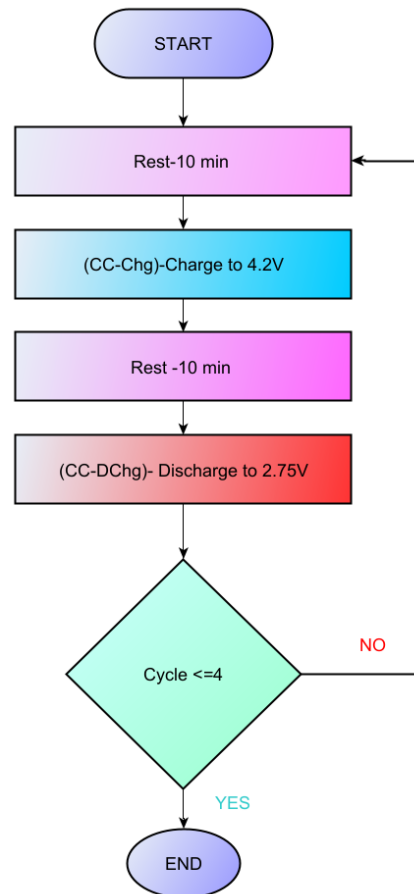 START
Rest-10 min
(CC-Chg)-Charge to 4.2V
Rest -10 min
(CC-DChg)- Discharge to 2.75V
Cycle <=4
NO
YES
END